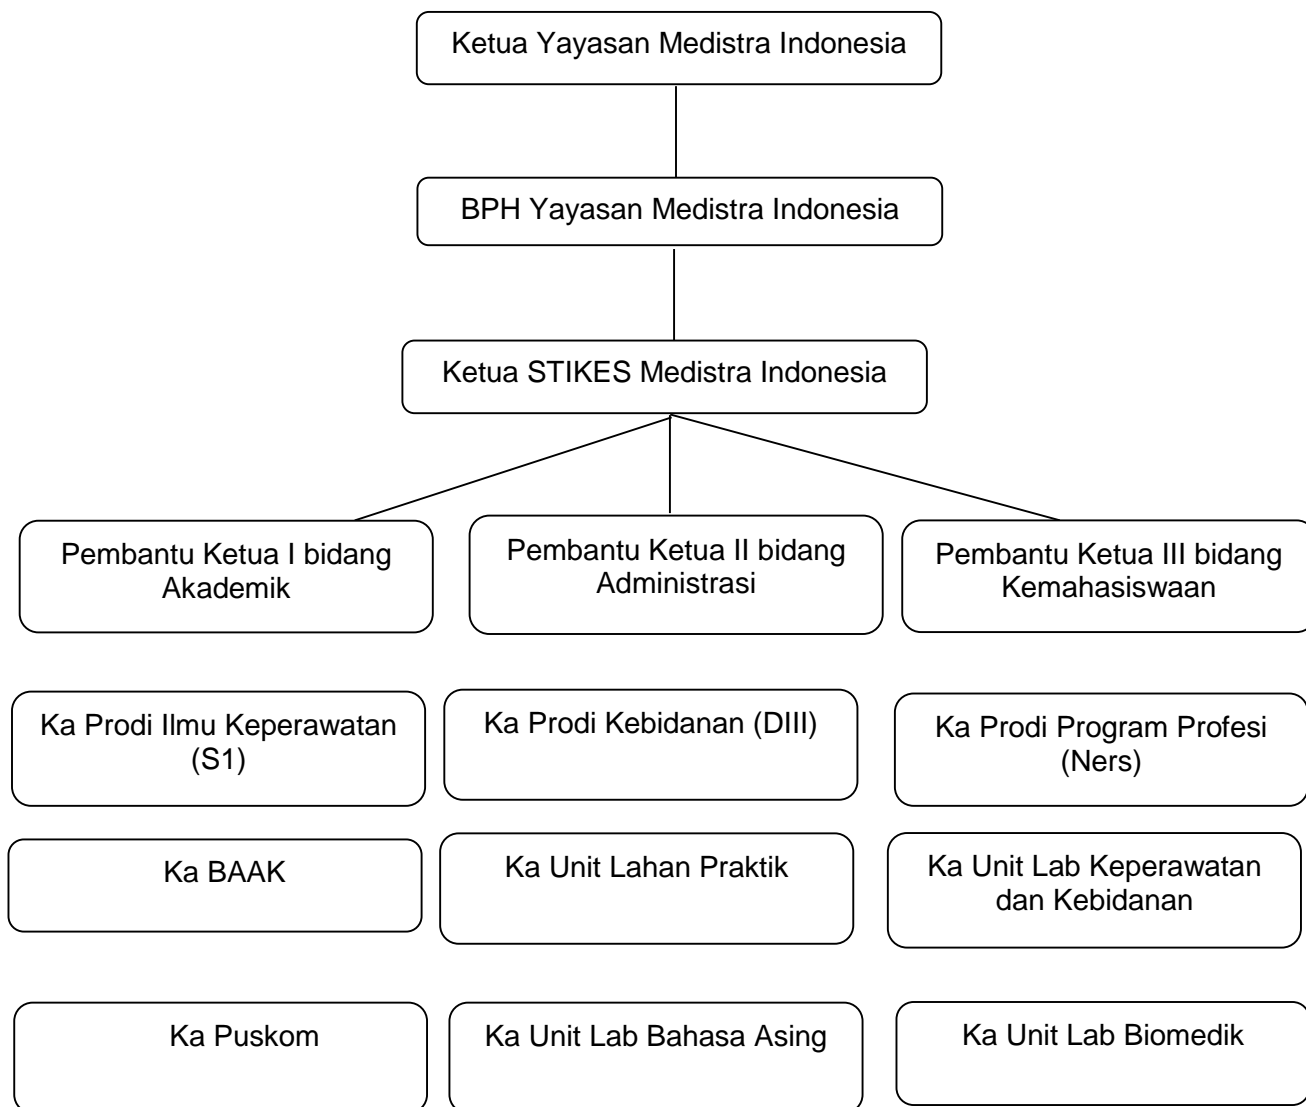 Ketua Yayasan Medistra Indonesia
BPH Yayasan Medistra Indonesia
Ketua STIKES Medistra Indonesia
Pembantu Ketua I bidang
Akademik
Pembantu Ketua II bidang
Administrasi
Pembantu Ketua III bidang
Kemahasiswaan
Ka Prodi Ilmu Keperawatan
(S1)
Ka Prodi Kebidanan (DIII)
Ka Prodi Program Profesi
(Ners)
Ka BAAK
Ka Unit Lahan Praktik
Ka Unit Lab Keperawatan
dan Kebidanan
Ka Puskom
Ka Unit Lab Bahasa Asing
Ka Unit Lab Biomedik